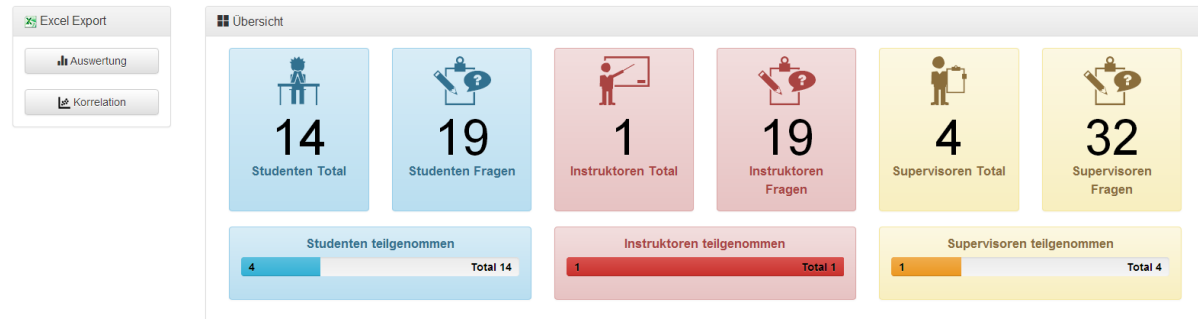 Excel Export
Auswertung
Korrelation
Übersicht
14
Studenten Total
19
Studenten Fragen
1
Instruktoren Total
19
Instruktoren
Fragen
4
Supervisoren Total
32
Supervisoren
Fragen
Studenten teilgenommen
4 Total 14
Instruktoren teilgenommen
1 Total 1
Supervisoren teilgenommen
1 Total 4